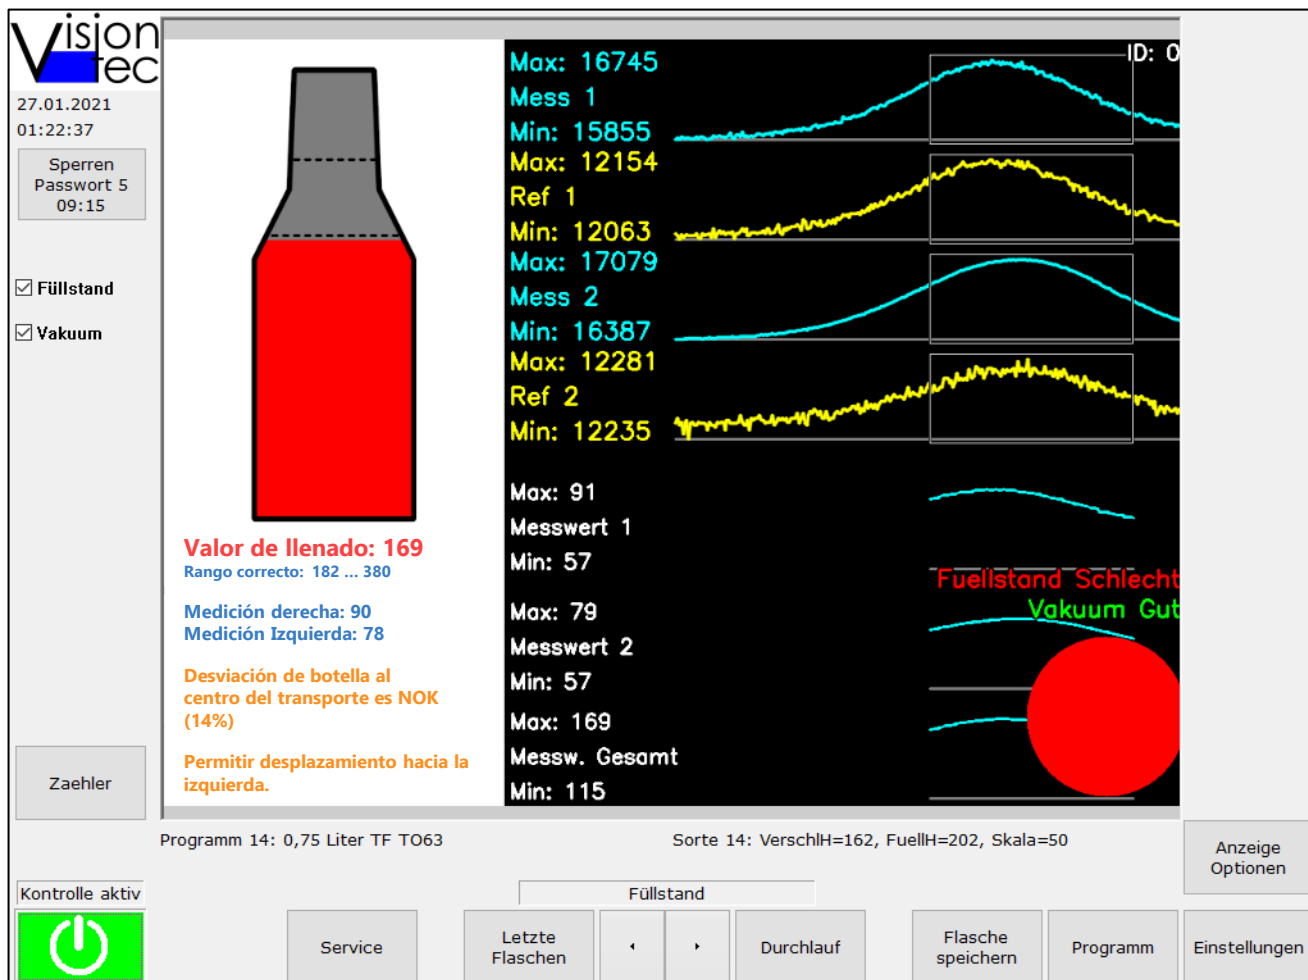 Vision
tec
27.01.2021
01:22:37
Sperren
Passwort 5
09:15
Füllstand
Vakuum
Zaehler
Kontrolle aktiv
Valor de llenado: 169
Rango correcto: 182 ... 380
Medición derecha: 90
Medición Izquierda: 78
Desviación de botella al
centro del transporte es NOK
(14%)
Permitir desplazamiento hacia la
izquierda.
ID: 0
Max: 16745
Mess 1
Min: 15855
Max: 12154
Ref 1
Min: 12063
Max: 17079
Mess 2
Min: 16387
Max: 12281
Ref 2
Min: 12235
Max: 91
Messwert 1
Min: 57
Fuellstand Schlecht
Vakuum Gut
Max: 79
Messwert 2
Min: 57
Max: 169
Messw. Gesamt
Min: 115
Programm 14: 0,75 Liter TF TO63
Sorte 14: VerschlH=162, FuellH=202, Skala=50
Anzeige
Optionen
Füllstand
Service
Letzte
Flaschen
Durchlauf
Flasche
speichern
Programm
Einstellungen